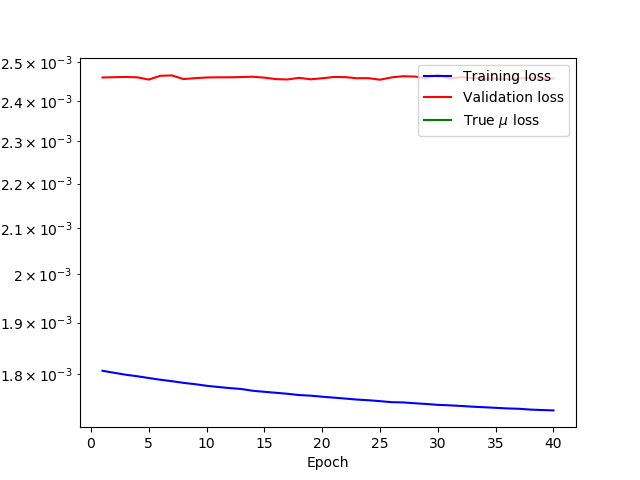 2.5 × 10⁻³
2.4 × 10⁻³
2.3 × 10⁻³
2.2 × 10⁻³
2.1 × 10⁻³
2 × 10⁻³
1.9 × 10⁻³
1.8 × 10⁻³
Training loss
Validation loss
True μ loss
0 5 10 15 20 25 30 35 40
Epoch